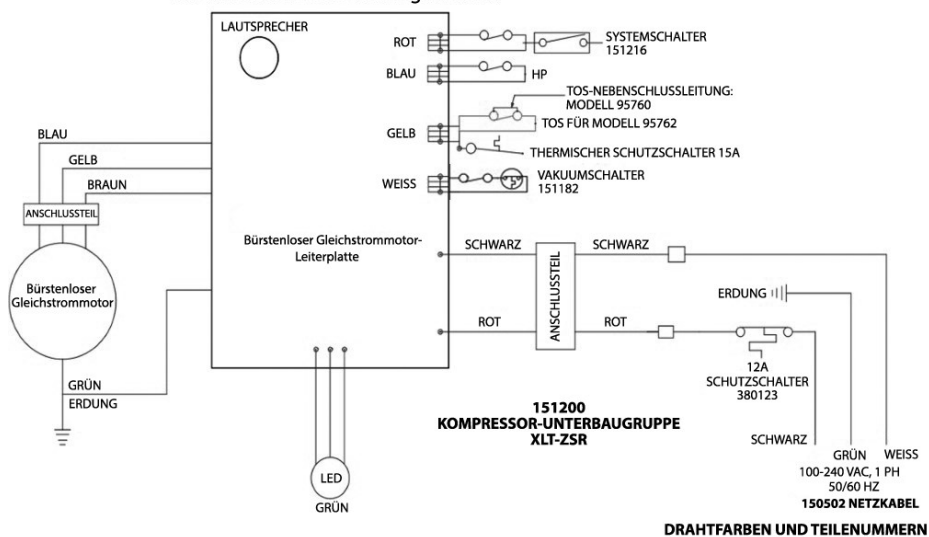 LAUTSPRECHER
ROT
SYSTEMSCHALTER
151216
BLAU
HP
TOS-NEBENSCHLUSSLEITUNG:
MODELL 95760
GELB
TOS FÜR MODELL 95762
THERMISCHER SCHUTZSCHALTER 15A
WEISS
VAKUUMSCHALTER
151182
BLAU
GELB
BRAUN
ANSCHLUSSTEIL
Bürstenloser
Gleichstrommotor
Bürstenloser Gleichstrommotor-
Leiterplatte
SCHWARZ
ANSCHLUSSTEIL
SCHWARZ
ERDUNG
ROT
ROT
12A
SCHUTZSCHALTER
380123
GRÜN
ERDUNG
151200
KOMPRESSOR-UNTERBAUGRUPPE
XLT-ZSR
SCHWARZ
GRÜN
WEISS
100-240 VAC, 1 PH
50/60 HZ
150502 NETZKABEL
LED
GRÜN
DRAHTFARBEN UND TEILENUMMERN